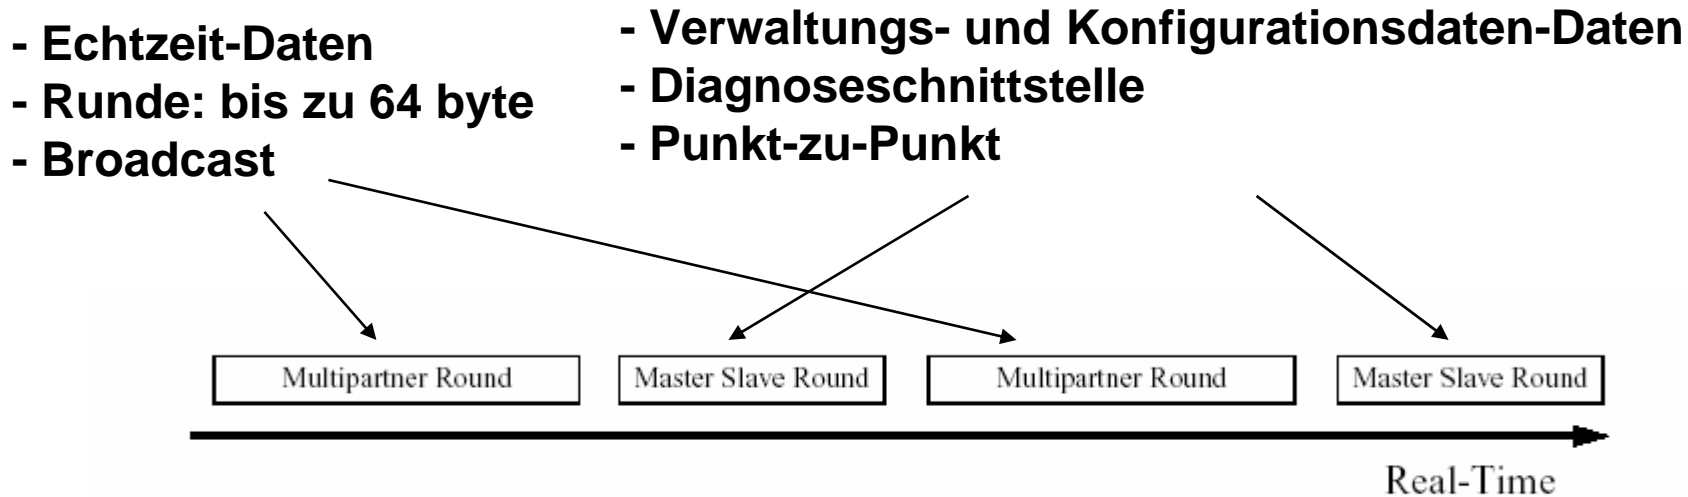 - Echtzeit-Daten
- Runde: bis zu 64 byte
- Broadcast
- Verwaltungs- und Konfigurationsdaten-Daten
- Diagnoseschnittstelle
- Punkt-zu-Punkt
Multipartner Round
Master Slave Round
Multipartner Round
Master Slave Round
Real-Time